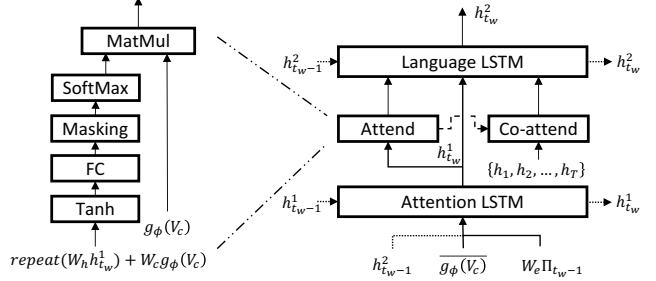 MatMul
SoftMax
Masking
FC
Tanh
g_ϕ(V_c)
repeat(W_h h^1_{t_w}) + W_c g_ϕ(V_c)
h^2_{t_w}
h^2_{t_w−1} Language LSTM h^2_{t_w}
Attend Co-attend
h^1_{t_w}
{h_1, h_2, ..., h_T}
h^1_{t_w−1} Attention LSTM h^1_{t_w}
h^2_{t_w−1} \overline{g_ϕ(V_c)} W_e Π_{t_w−1}